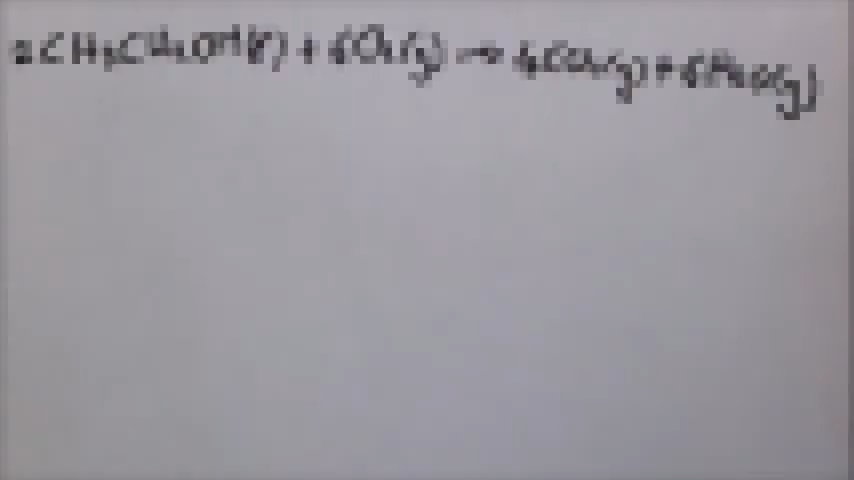 2CH₃CH₂OH(ℓ) + 6O₂(g) → 4CO₂(g) + 6H₂O(g)